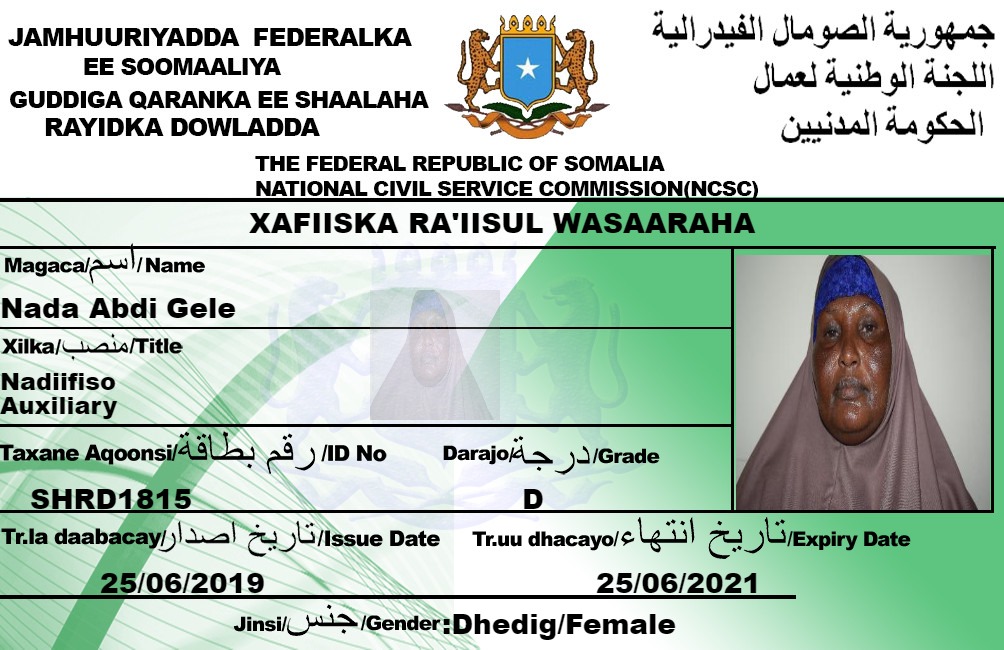 JAMHUURIYADDA FEDERALKA
EE SOOMAALIYA
GUDDIGA QARANKA EE SHAALAHA
RAYIDKA DOWLADDA
جمهورية الصومال الفيدرالية
اللجنة الوطنية لعمال
الحكومة المدنيين
THE FEDERAL REPUBLIC OF SOMALIA
NATIONAL CIVIL SERVICE COMMISSION(NCSC)
XAFIISKA RA'IISUL WASAARAHA
Magaca/اسم/Name
Nada Abdi Gele
Xilka/منصب/Title
Nadiifiso
Auxiliary
Taxane Aqoonsi/رقم بطاقة/ID No
Darajo/درجة/Grade
SHRD1815
D
Tr.la daabacay/تاريخ اصدار/Issue Date
Tr.uu dhacayo/تاريخ انتهاء/Expiry Date
25/06/2019
25/06/2021
Jinsi/جنس/Gender:Dhedig/Female